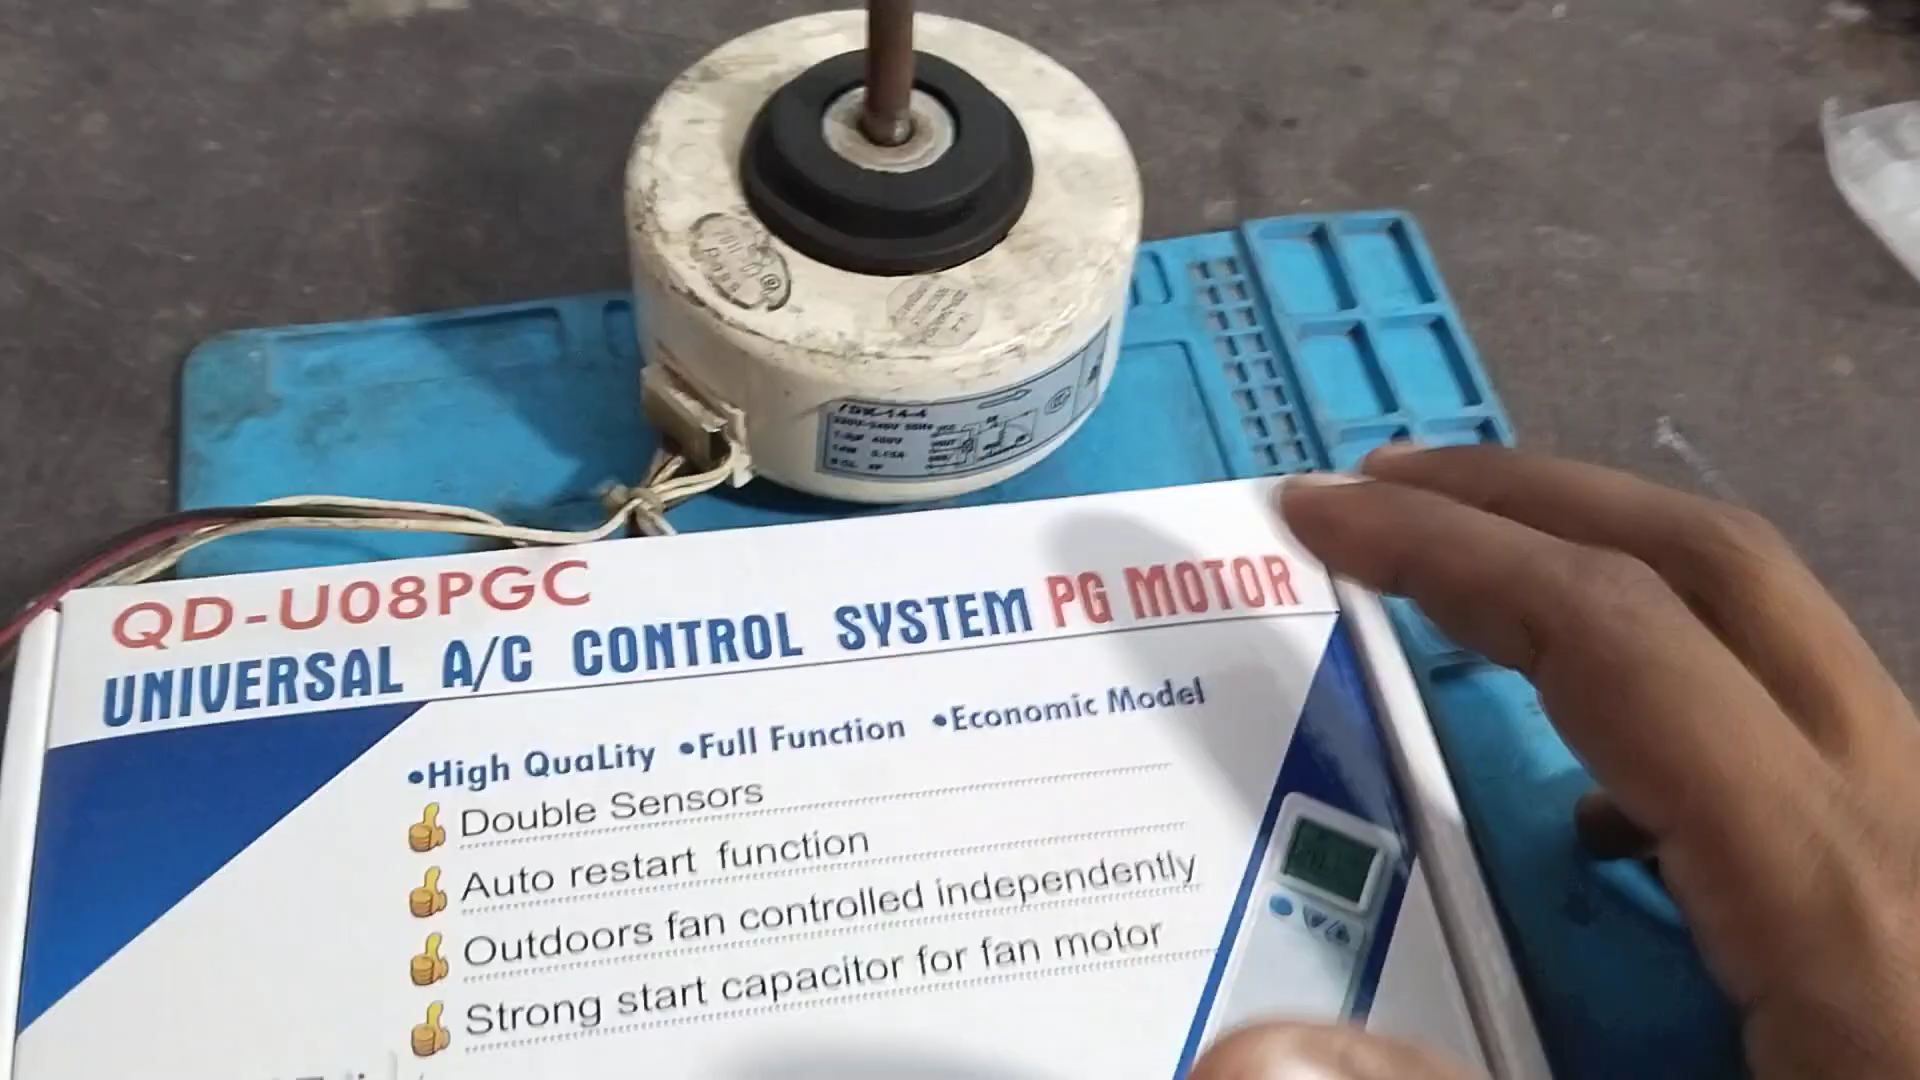 QD-U08PGC
UNIVERSAL A/C CONTROL SYSTEM PG MOTOR
•High QuaLity •Full Function •Economic Model
Double Sensors
Auto restart function
Outdoors fan controlled independently
Strong start capacitor for fan motor